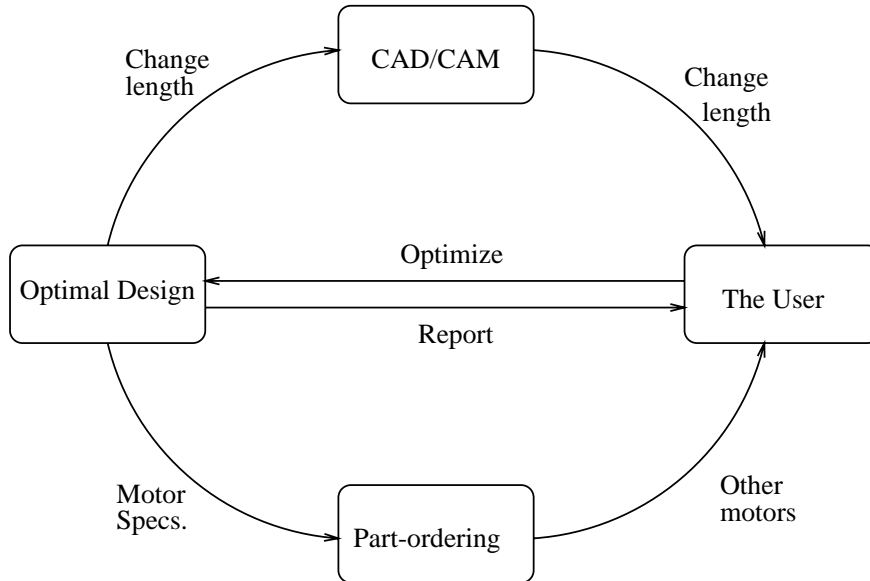 Change
length
CAD/CAM
Change
length
Optimal Design
Optimize
Report
The User
Motor
Specs.
Part-ordering
Other
motors